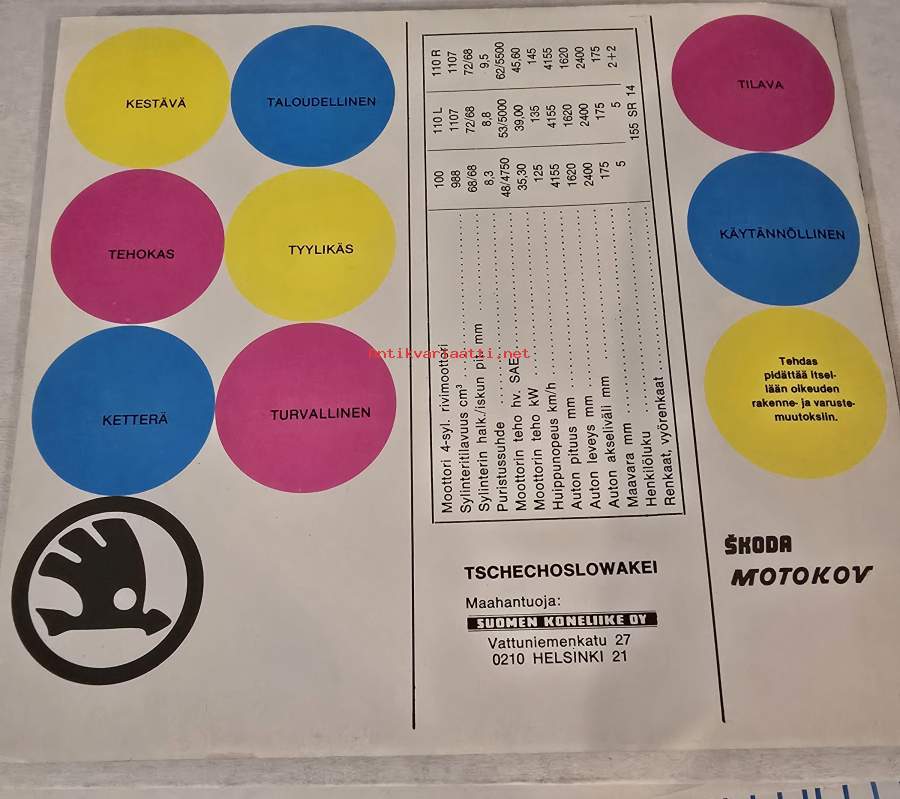 KESTÄVÄ
TALOUDELLINEN
TEHOKAS
TYYLIKÄS
KETTERÄ
TURVALLINEN
100 110 L 110 R
Moottori 4-syl. rivimoottori
Sylinteritilavuus cm³ 988 1107 1107
Sylinterin halk./iskun pit. mm 68/68 72/68 72/68
Puristussuhde 8,3 8,8 9,5
Moottorin teho hv. SAE 48/4750 53/5000 62/5500
Moottorin teho kW 35,30 39,00 45,60
Huippunopeus km/h 125 135 145
Auton pituus mm 4155 4155 4155
Auton leveys mm 1620 1620 1620
Auton akseliväli mm 2400 2400 2400
Maavara mm 175 175 175
Henkilöluku 5 5 2+2
Renkaat, vyörenkaat 155 SR 14
antikvariaatti.net
TSCHECHOSLOWAKEI
Maahantuoja:
SUOMEN KONELIIKE OY
Vattuniemenkatu 27
0210 HELSINKI 21
TILAVA
KÄYTÄNNÖLLINEN
Tehdas
pidättää itsel-
lään oikeuden
rakenne- ja varuste-
muutoksiin.
ŠKODA
MOTOKOV